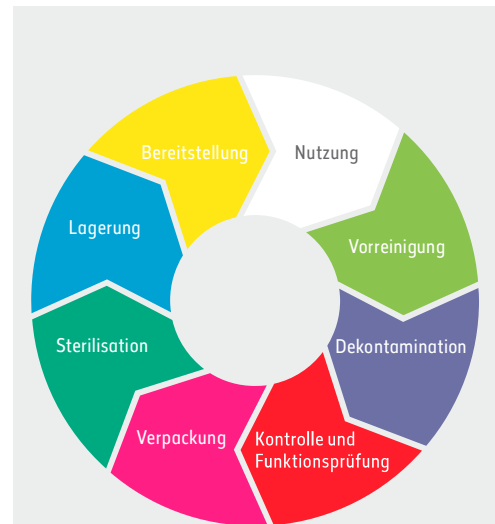 Nutzung
Vorreinigung
Dekontamination
Kontrolle und
Funktionsprüfung
Verpackung
Sterilisation
Lagerung
Bereitstellung